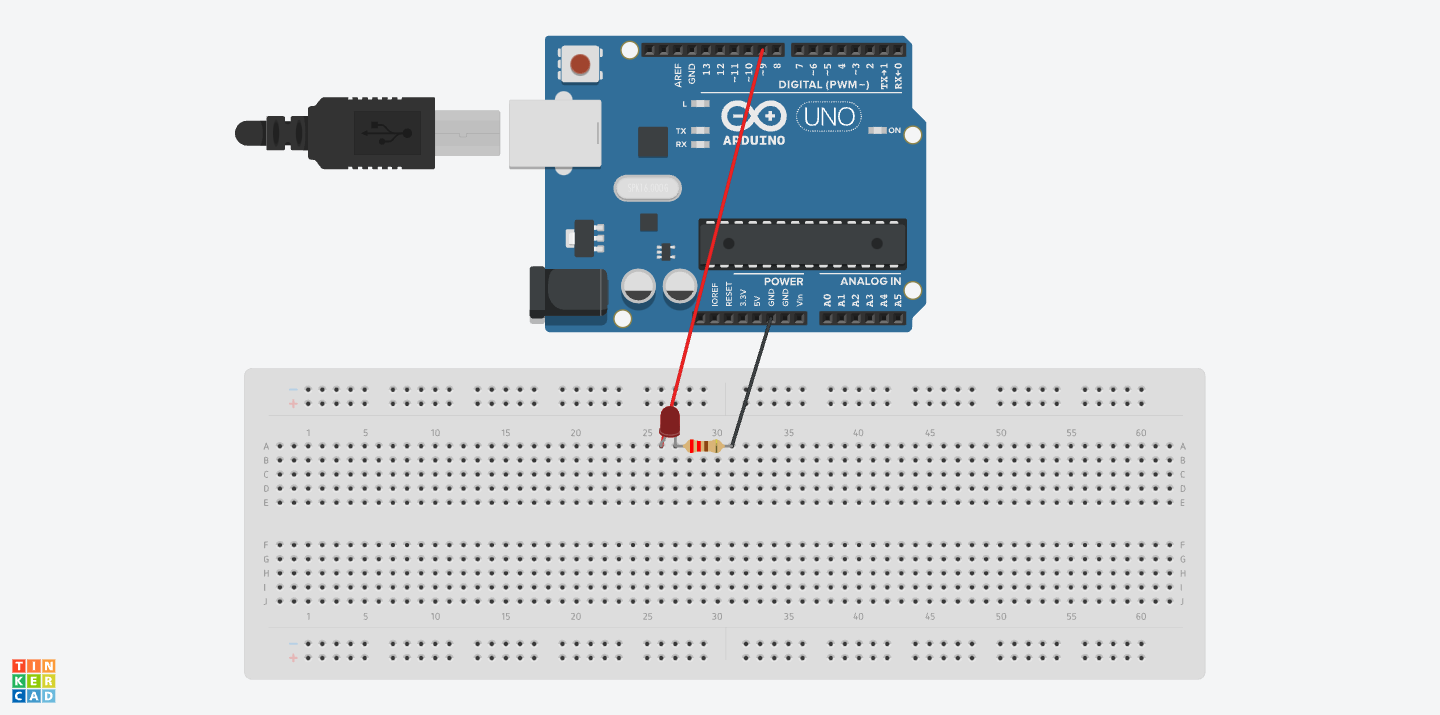 AREF
GND
13
12
~11
~10
~9
8
7
~6
~5
4
~3
2
TX→1
RX←0
DIGITAL (PWM~)
L
TX
RX
ARDUINO
UNO
ON
POWER
ANALOG IN
IOREF
RESET
3.3V
5V
GND
GND
Vin
A0
A1
A2
A3
A4
A5
- 
+
1 5 10 15 20 25 30 35 40 45 50 55 60
A A
B B
C C
D D
E E
F F
G G
H H
I I
J J
1 5 10 15 20 25 30 35 40 45 50 55 60
-
+
TIN
KER
CAD